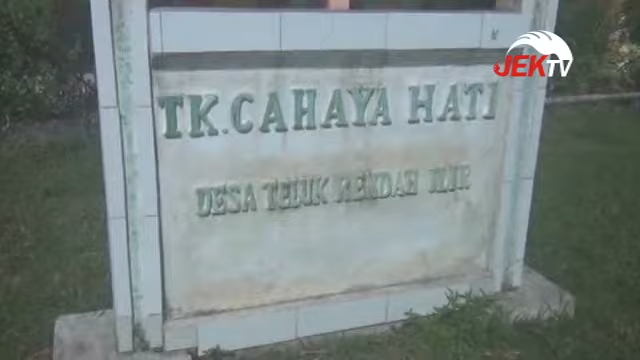 JEKTV
TK. CAHAYA HATI
DESA TELUK RENDAH ILIR